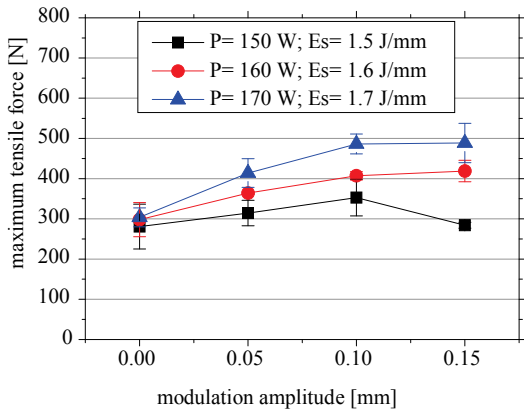 800
700
600
500
400
300
200
100
0
maximum tensile force [N]
P= 150 W; Es= 1.5 J/mm
P= 160 W; Es= 1.6 J/mm
P= 170 W; Es= 1.7 J/mm
0.00 0.05 0.10 0.15
modulation amplitude [mm]